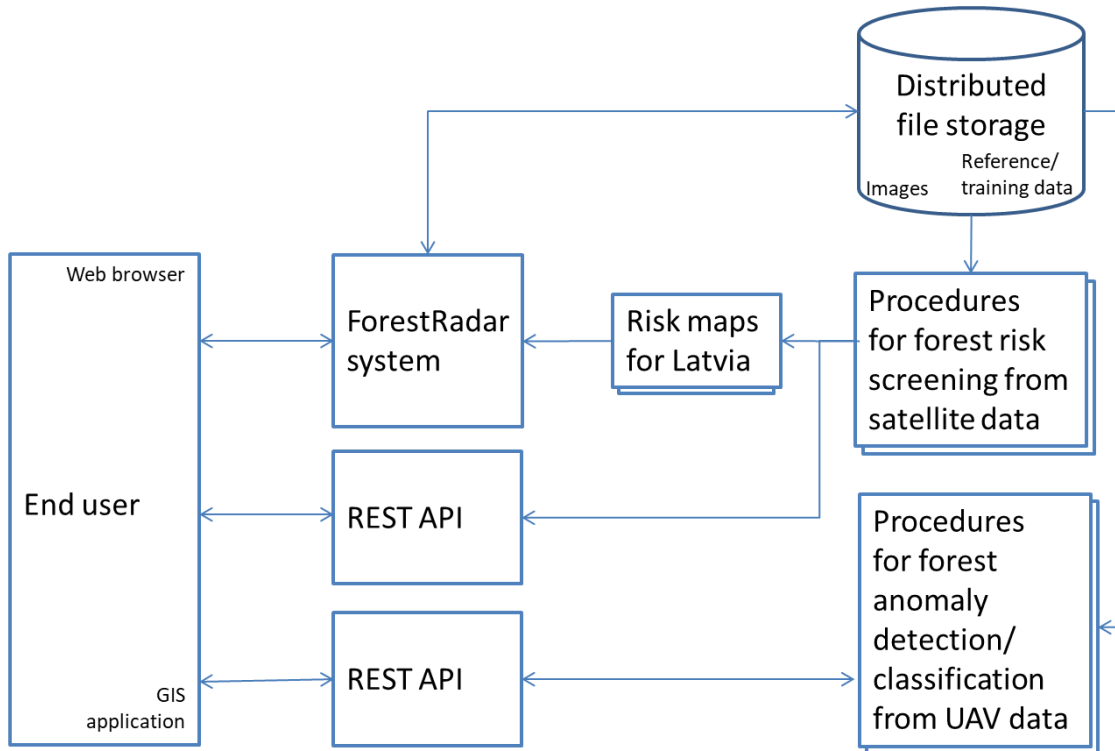 Distributed
file storage
Reference/
training data
Images
Web browser
End user
GIS
application
ForestRadar
system
Risk maps
for Latvia
Procedures
for forest risk
screening from
satellite data
REST API
REST API
Procedures
for forest
anomaly
detection/
classification
from UAV data